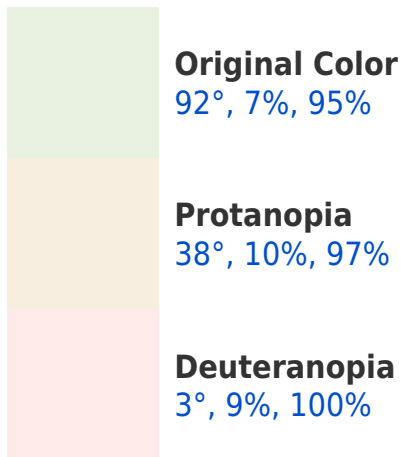 Original Color
92°, 7%, 95%
Protanopia
38°, 10%, 97%
Deuteranopia
3°, 9%, 100%